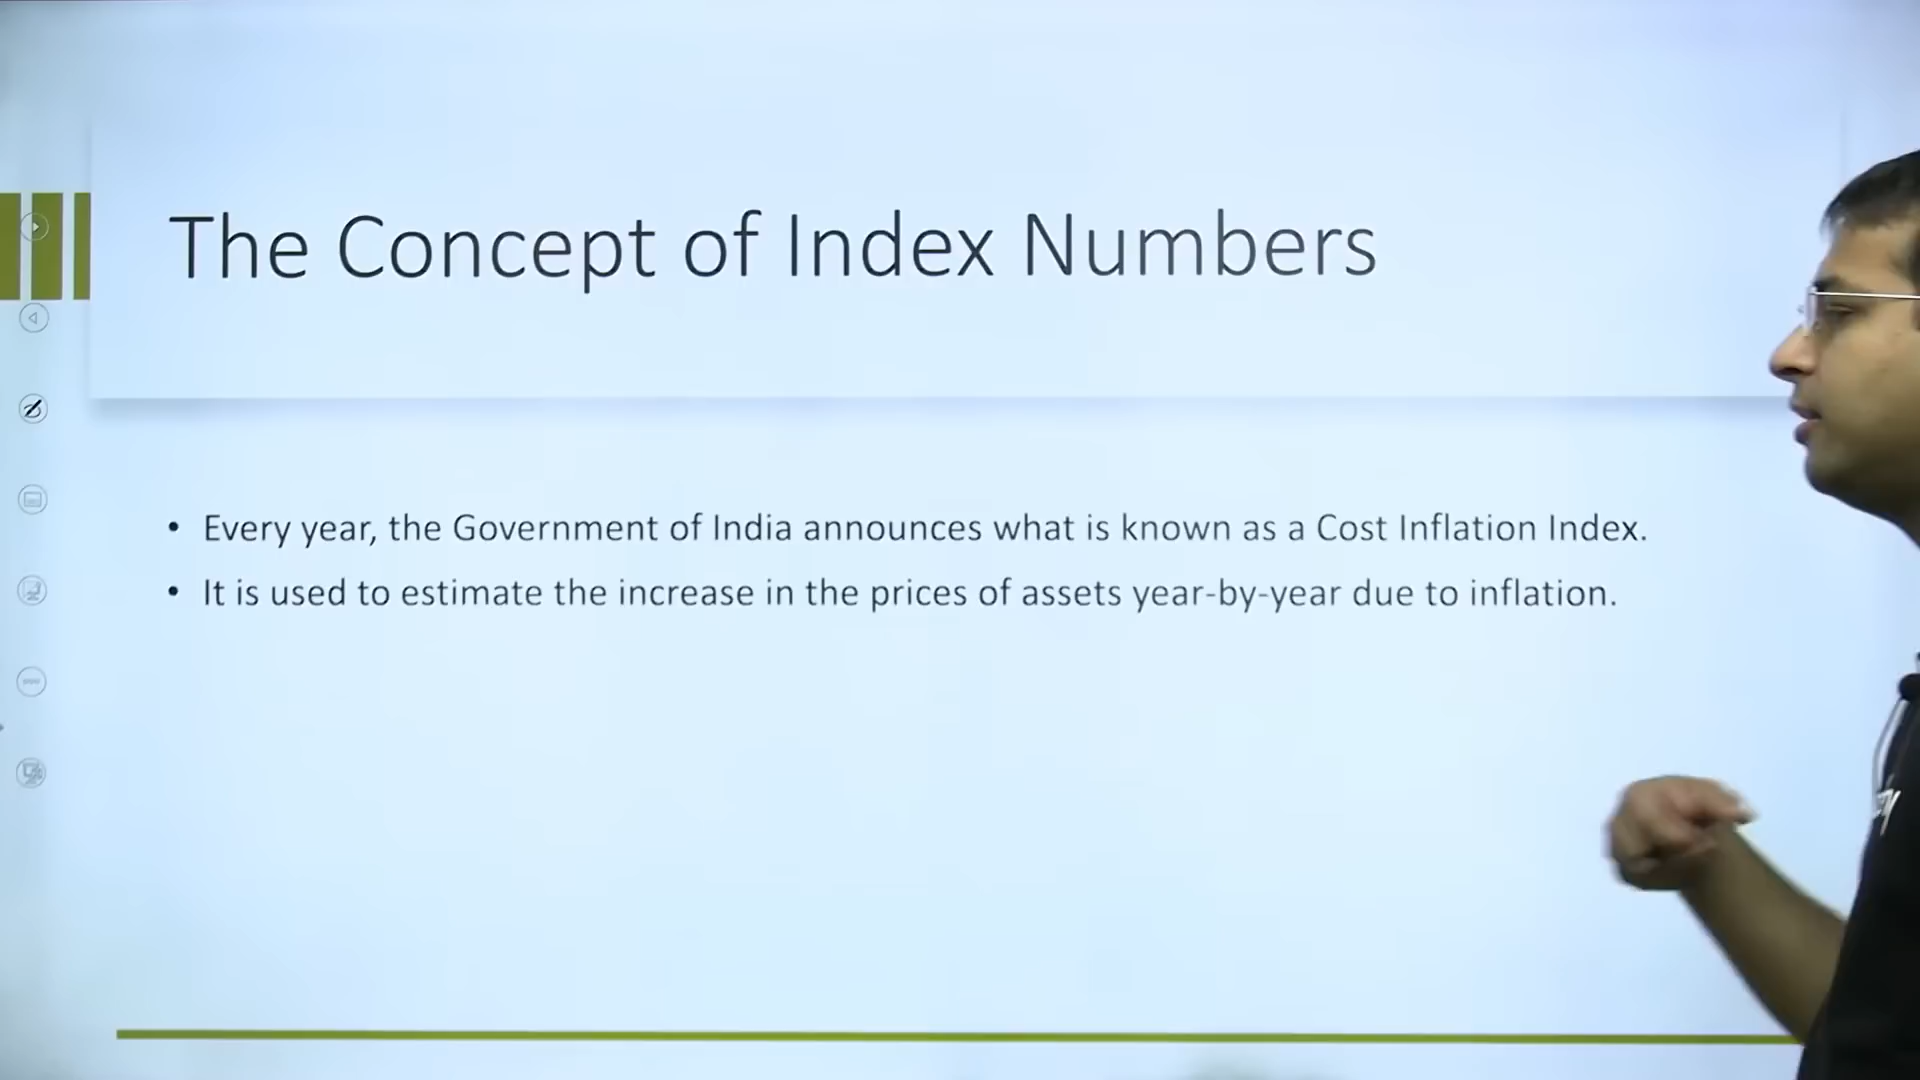 The Concept of Index Numbers
• Every year, the Government of India announces what is known as a Cost Inflation Index.
• It is used to estimate the increase in the prices of assets year-by-year due to inflation.